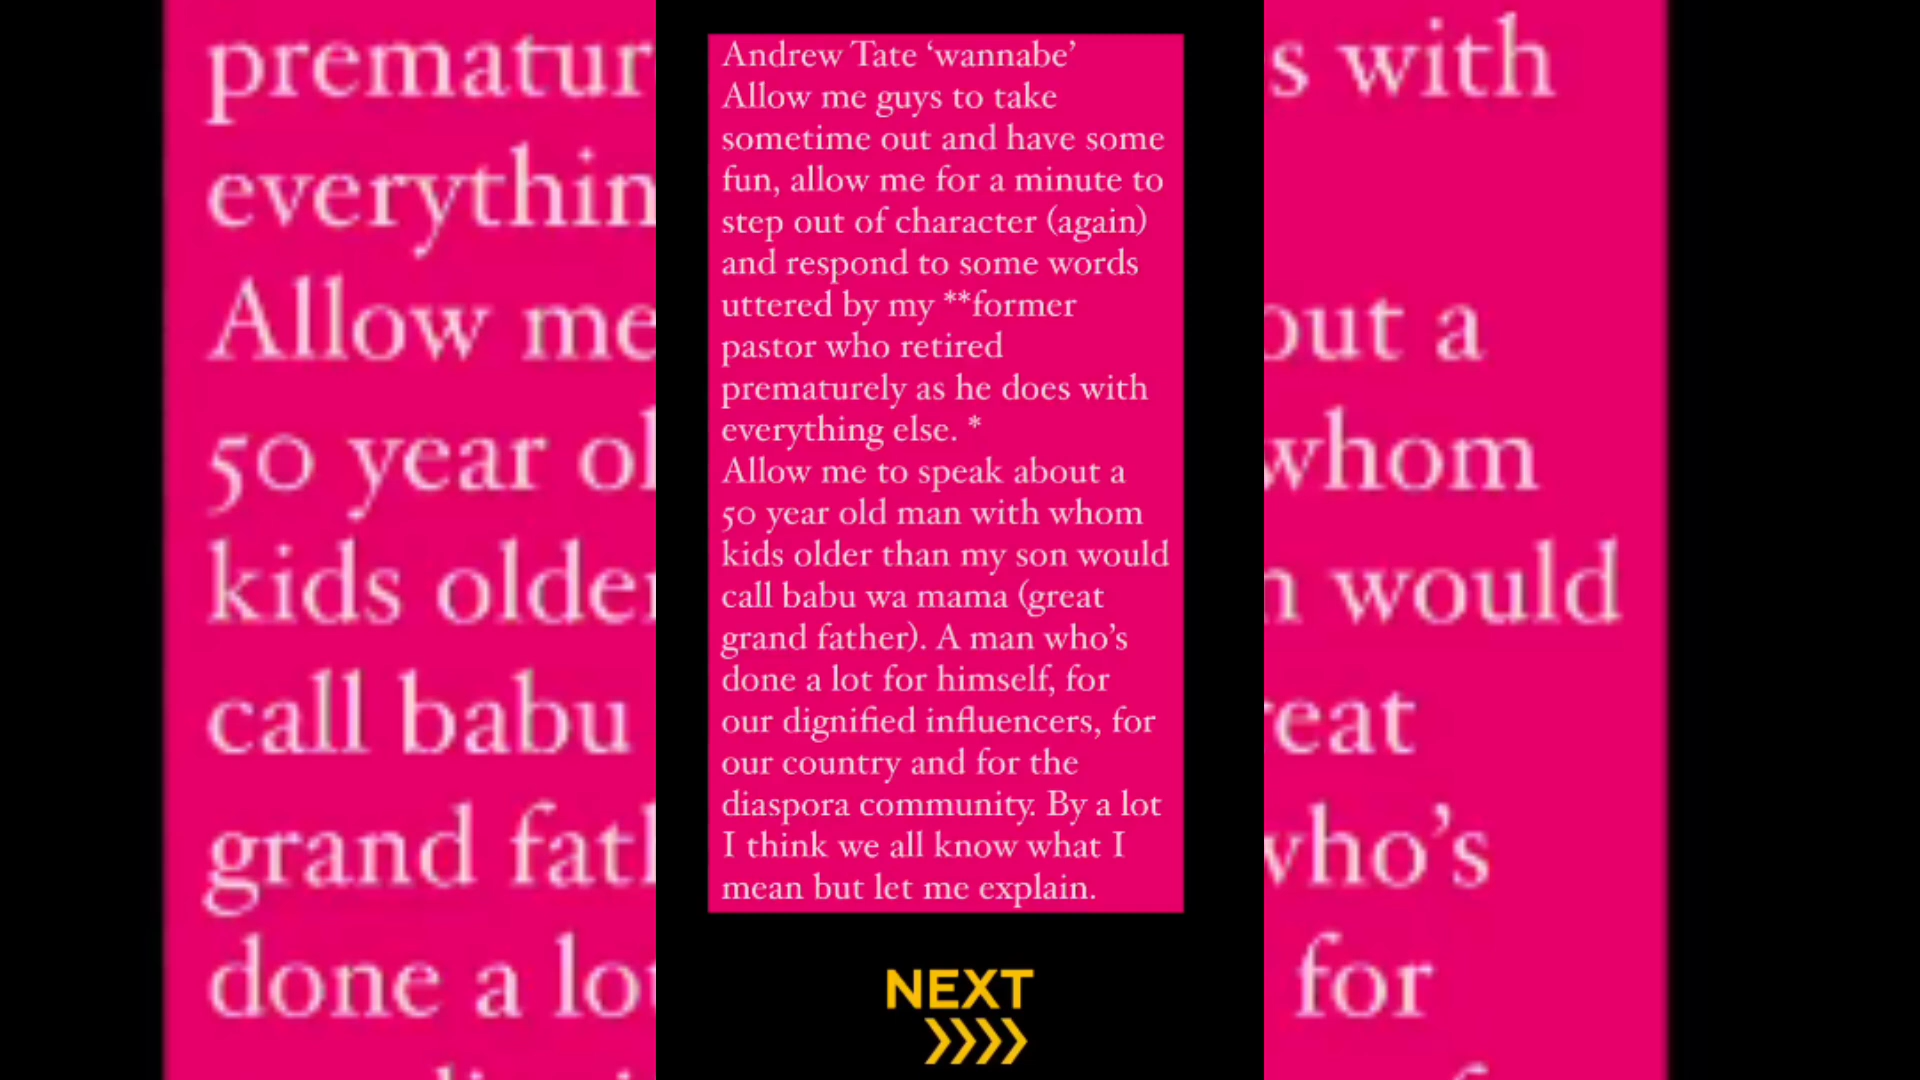 Andrew Tate ‘wannabe’
Allow me guys to take
sometime out and have some
fun, allow me for a minute to
step out of character (again)
and respond to some words
uttered by my **former
pastor who retired
prematurely as he does with
everything else. *
Allow me to speak about a
50 year old man with whom
kids older than my son would
call babu wa mama (great
grand father). A man who’s
done a lot for himself, for
our dignified influencers, for
our country and for the
diaspora community. By a lot
I think we all know what I
mean but let me explain.
NEXT